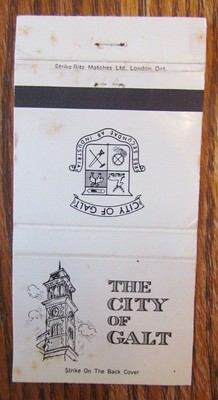 Strike Rite Matches Ltd., London, Ont.
CITY OF GALT
THE
CITY
OF
GALT
Strike On The Back Cover